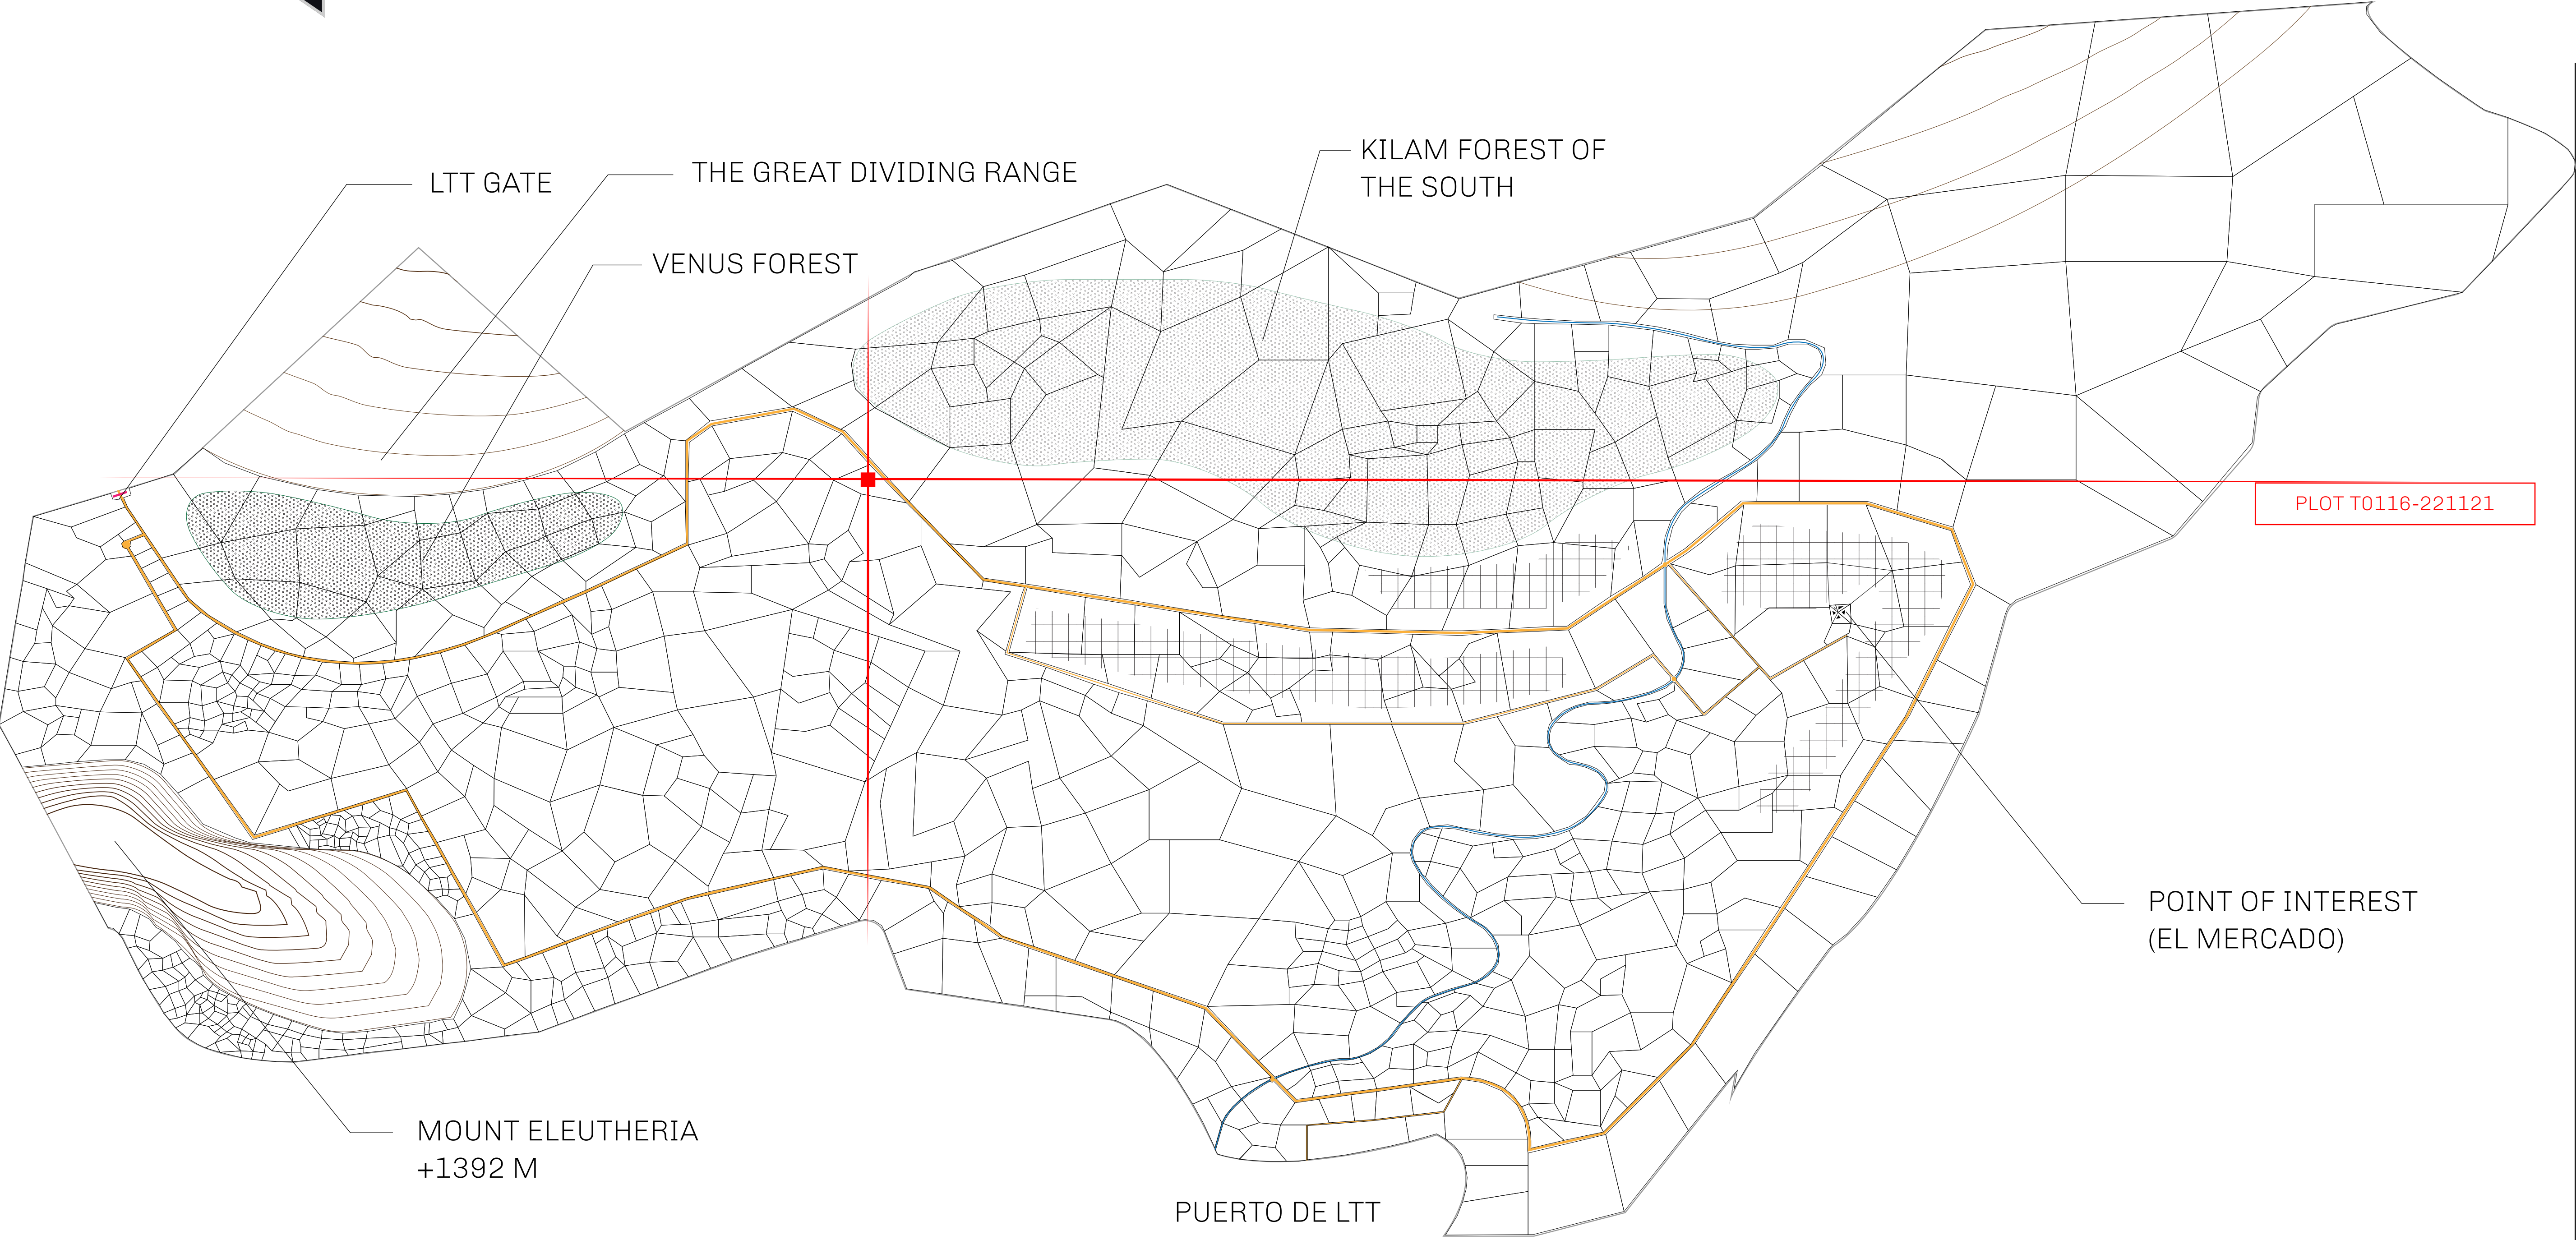 KILAM FOREST OF
THE SOUTH
THE GREAT DIVIDING RANGE
LTT GATE
VENUS FOREST
PLOT T0116-221121
POINT OF INTEREST
(EL MERCADO)
MOUNT ELEUTHERIA
+1392 M
PUERTO DE LTT